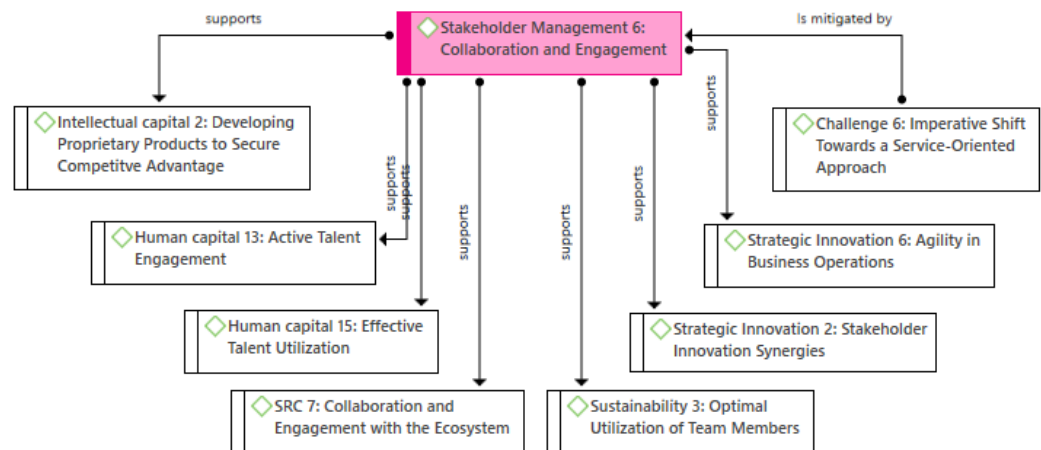 supports
Stakeholder Management 6:
Collaboration and Engagement
Is mitigated by
supports
Intellectual capital 2: Developing
Proprietary Products to Secure
Competitve Advantage
Challenge 6: Imperative Shift
Towards a Service-Oriented
Approach
supports
supports
supports
supports
supports
Human capital 13: Active Talent
Engagement
Strategic Innovation 6: Agility in
Business Operations
Human capital 15: Effective
Talent Utilization
Strategic Innovation 2: Stakeholder
Innovation Synergies
SRC 7: Collaboration and
Engagement with the Ecosystem
Sustainability 3: Optimal
Utilization of Team Members